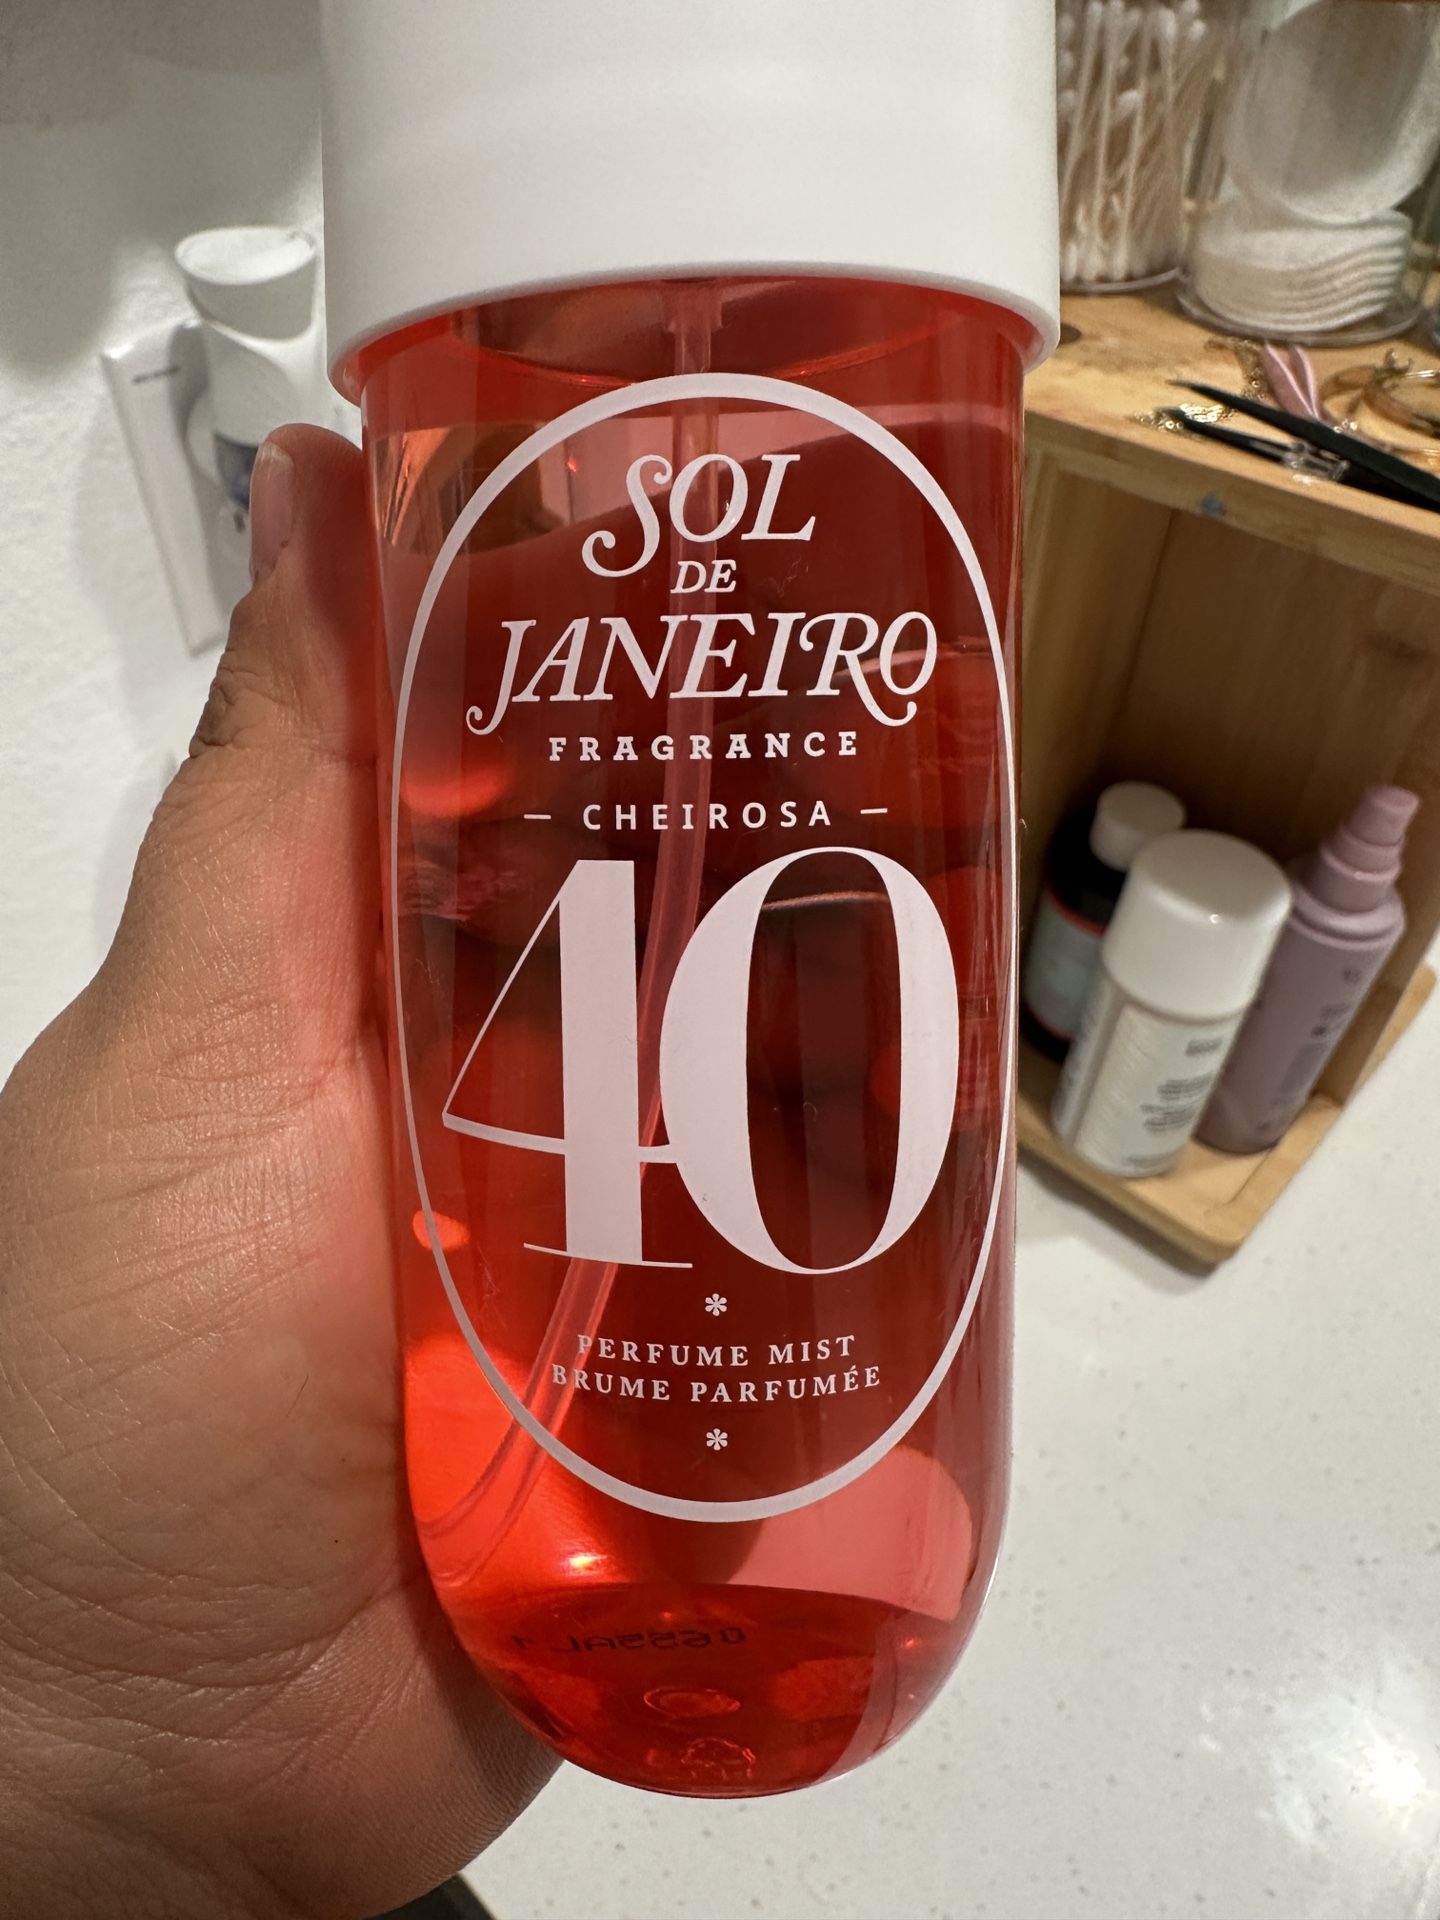 SOL
DE
JANEIRO
FRAGRANCE
— CHEIROSA —
40
PERFUME MIST
BRUME PARFUMÉE